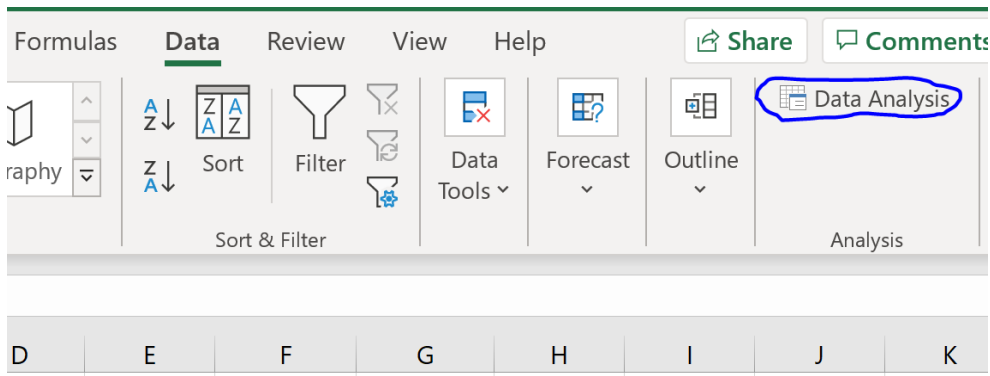 Formulas Data Review View Help Share Comments
Data Analysis
raphy Sort Filter Data Tools Forecast Outline
Sort & Filter Analysis
D E F G H I J K